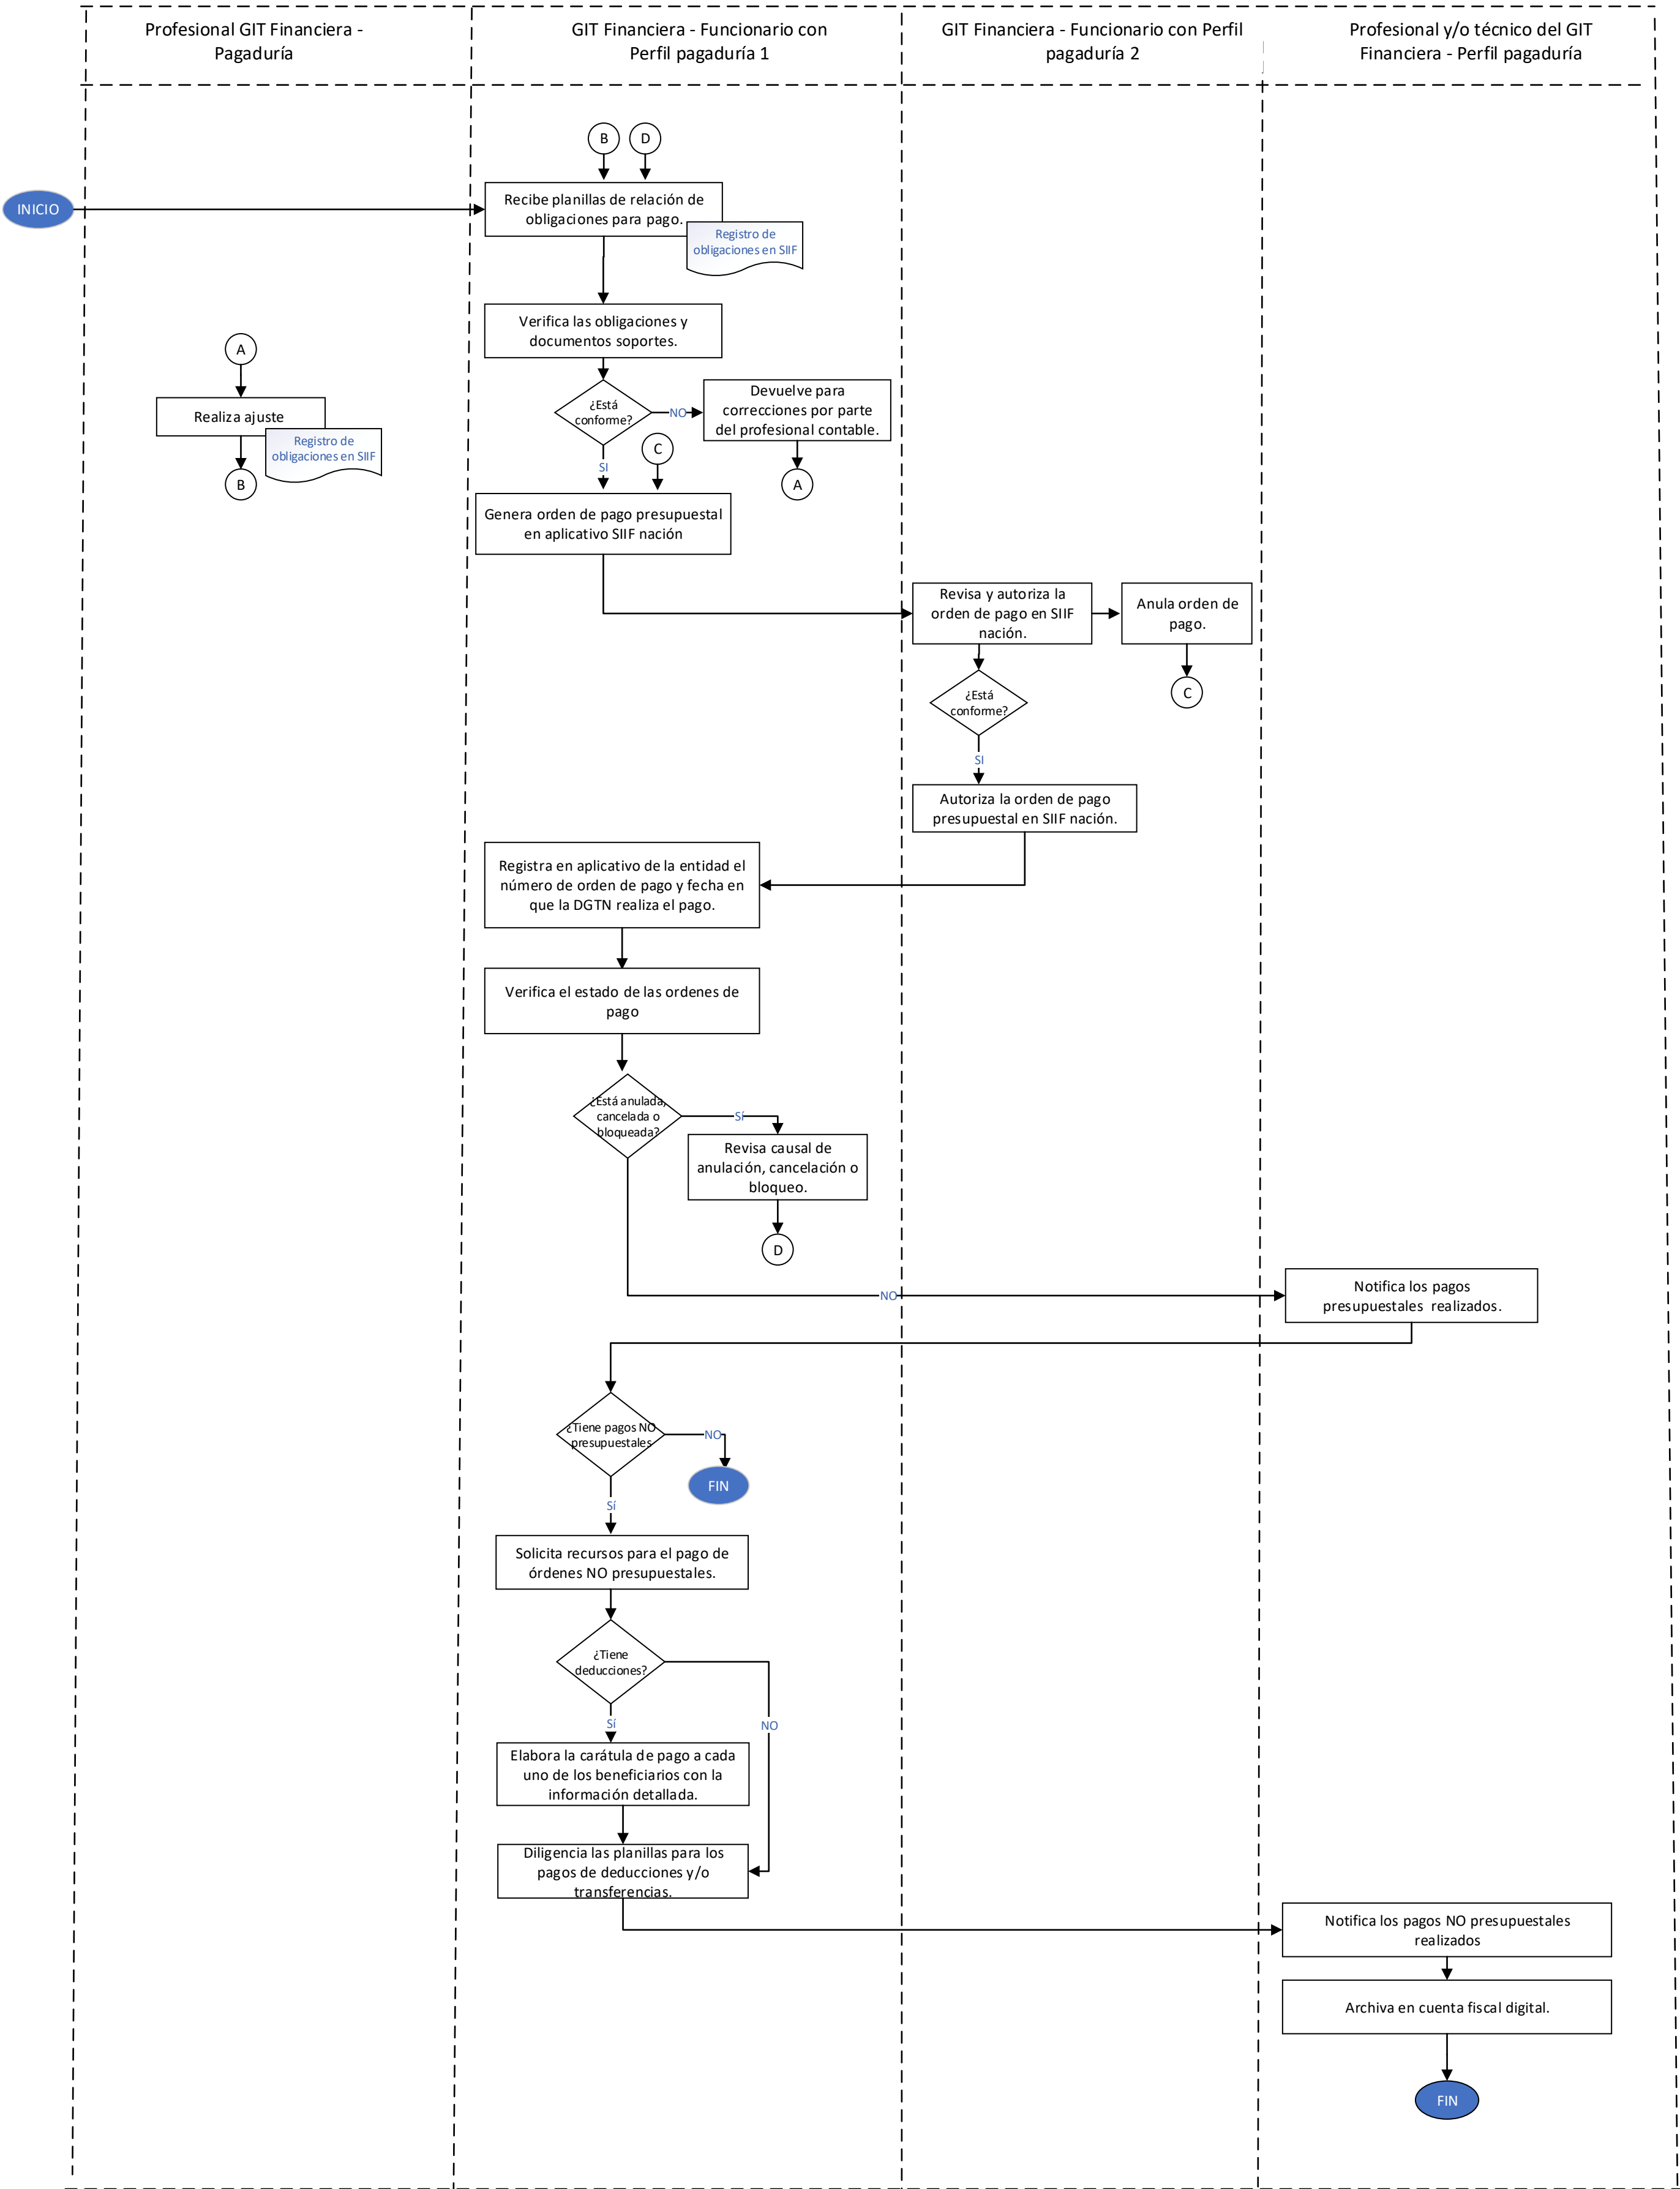 Profesional GIT Financiera -
Pagaduría
GIT Financiera - Funcionario con
Perfil pagaduría 1
GIT Financiera - Funcionario con Perfil
pagaduría 2
Profesional y/o técnico del GIT
Financiera - Perfil pagaduría
B
D
INICIO
Recibe planillas de relación de
obligaciones para pago.
Registro de
obligaciones en SIIF
Verifica las obligaciones y
documentos soportes.
A
Realiza ajuste
Registro de
obligaciones en SIIF
B
¿Está
conforme?
NO
Devuelve para
correcciones por parte
del profesional contable.
C
SI
A
Genera orden de pago presupuestal
en aplicativo SIIF nación
Revisa y autoriza la
orden de pago en SIIF
nación.
Anula orden de
pago.
C
¿Está
conforme?
SI
Autoriza la orden de pago
presupuestal en SIIF nación.
Registra en aplicativo de la entidad el
número de orden de pago y fecha en
que la DGTN realiza el pago.
Verifica el estado de las ordenes de
pago
¿Está anulada,
cancelada o
bloqueada?
Sí
Revisa causal de
anulación, cancelación o
bloqueo.
D
NO
Notifica los pagos
presupuestales realizados.
¿Tiene pagos NO
presupuestales
NO
FIN
Sí
Solicita recursos para el pago de
órdenes NO presupuestales.
¿Tiene
deducciones?
Sí
NO
Elabora la carátula de pago a cada
uno de los beneficiarios con la
información detallada.
Diligencia las planillas para los
pagos de deducciones y/o
transferencias.
Notifica los pagos NO presupuestales
realizados
Archiva en cuenta fiscal digital.
FIN